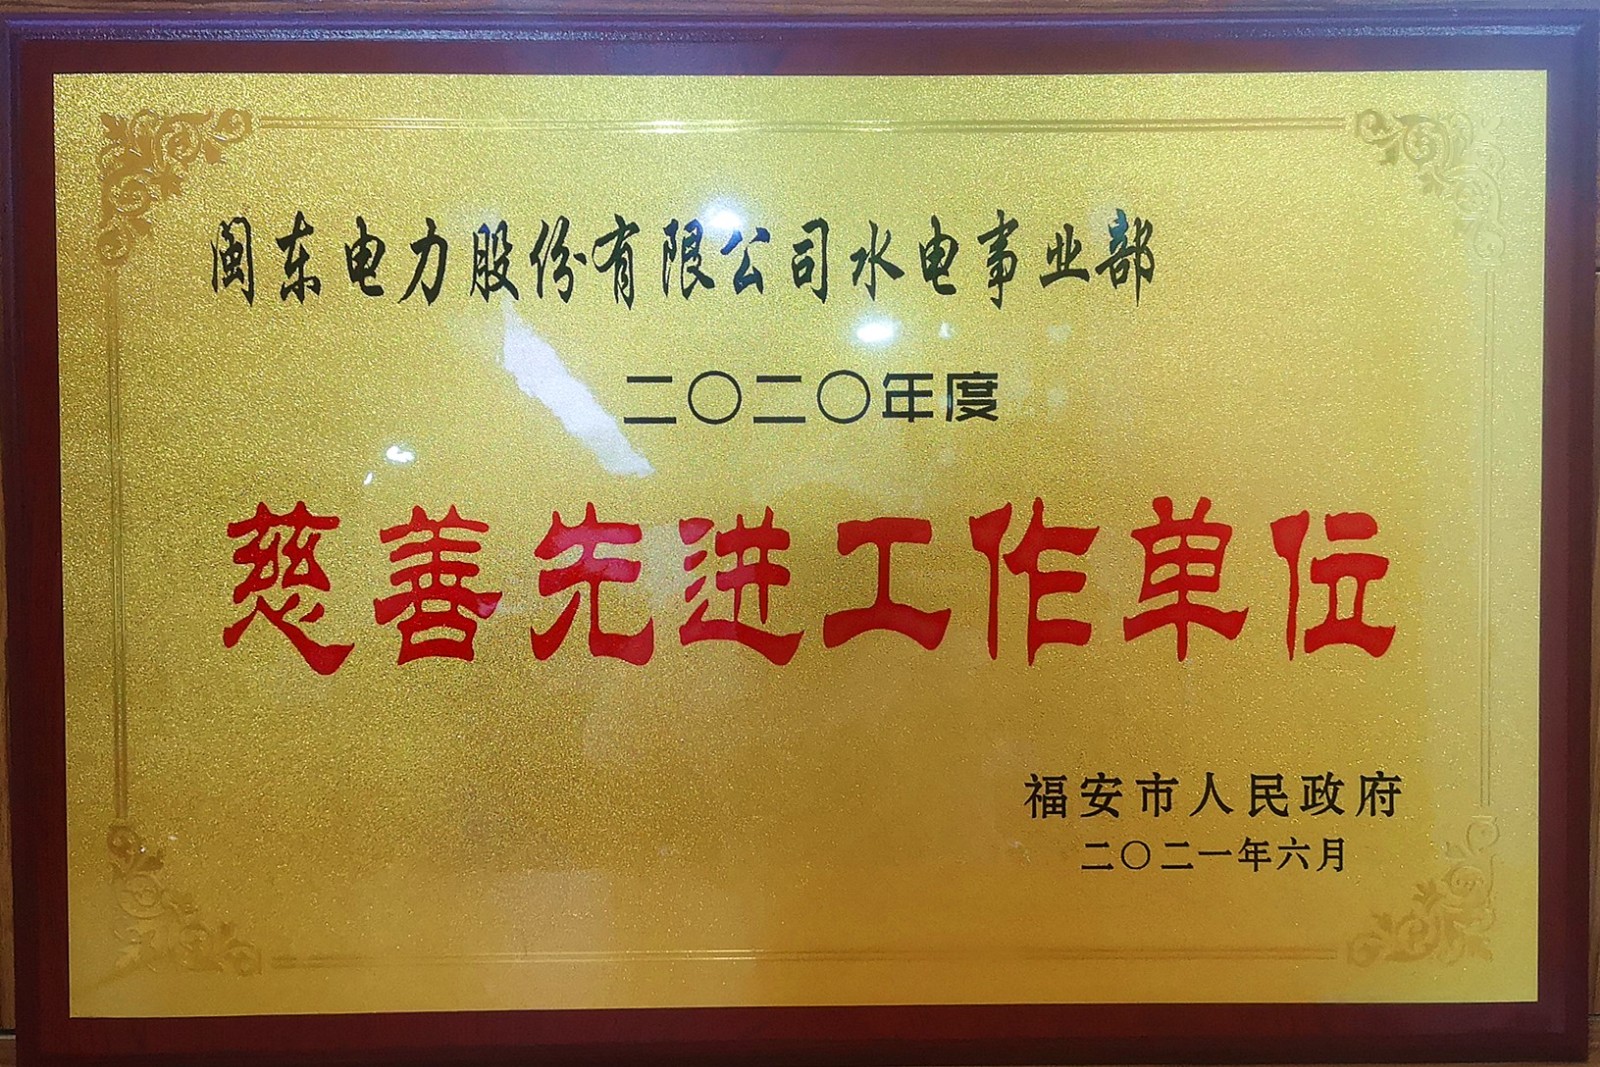 闽东电力股份有限公司水电事业部
二〇二〇年度
慈善先进工作单位
福安市人民政府
二〇二一年六月